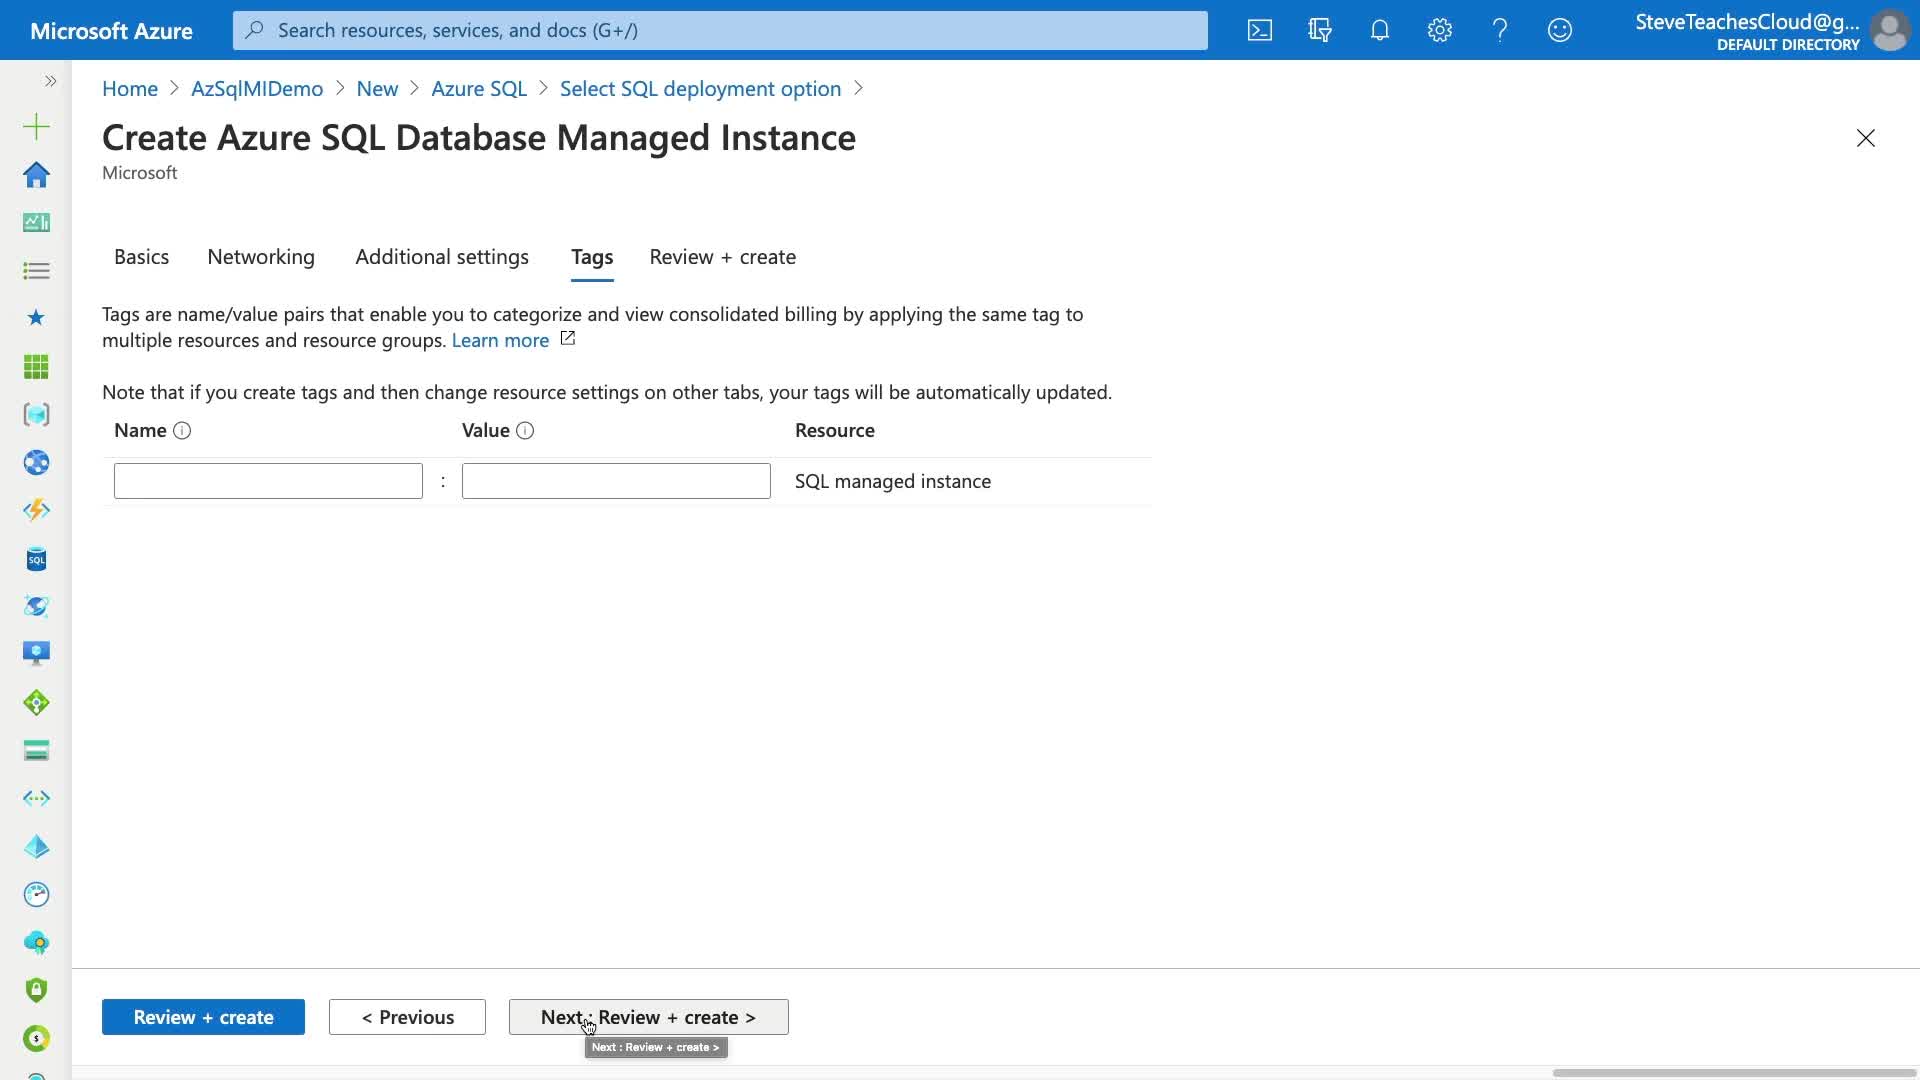 Microsoft Azure
Search resources, services, and docs (G+/)
SteveTeachesCloud@g...
DEFAULT DIRECTORY
Home > AzSqlMIDemo > New > Azure SQL > Select SQL deployment option >
Create Azure SQL Database Managed Instance
Microsoft
Basics Networking Additional settings Tags Review + create
Tags are name/value pairs that enable you to categorize and view consolidated billing by applying the same tag to
multiple resources and resource groups. Learn more
Note that if you create tags and then change resource settings on other tabs, your tags will be automatically updated.
Name Value Resource
: SQL managed instance
SQL
Review + create < Previous Next : Review + create >
Next : Review + create >